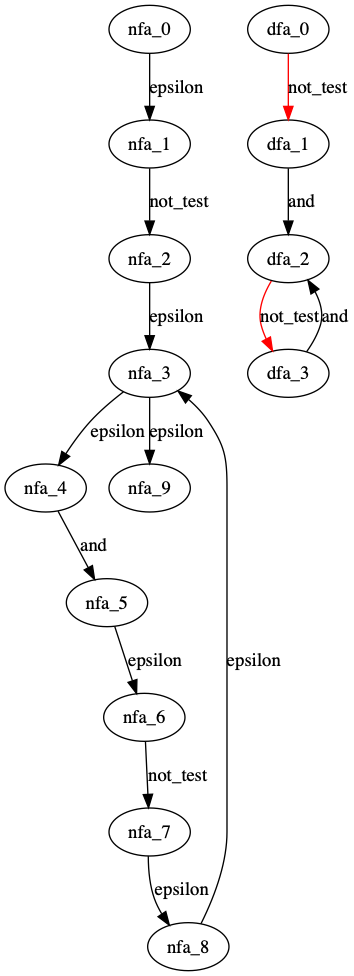 nfa_0 dfa_0
epsilon not_test
nfa_1 dfa_1
not_test and
nfa_2 dfa_2
epsilon not_test and
nfa_3 dfa_3
epsilon epsilon
nfa_4 nfa_9
and
nfa_5
epsilon epsilon
nfa_6
not_test
nfa_7
epsilon
nfa_8